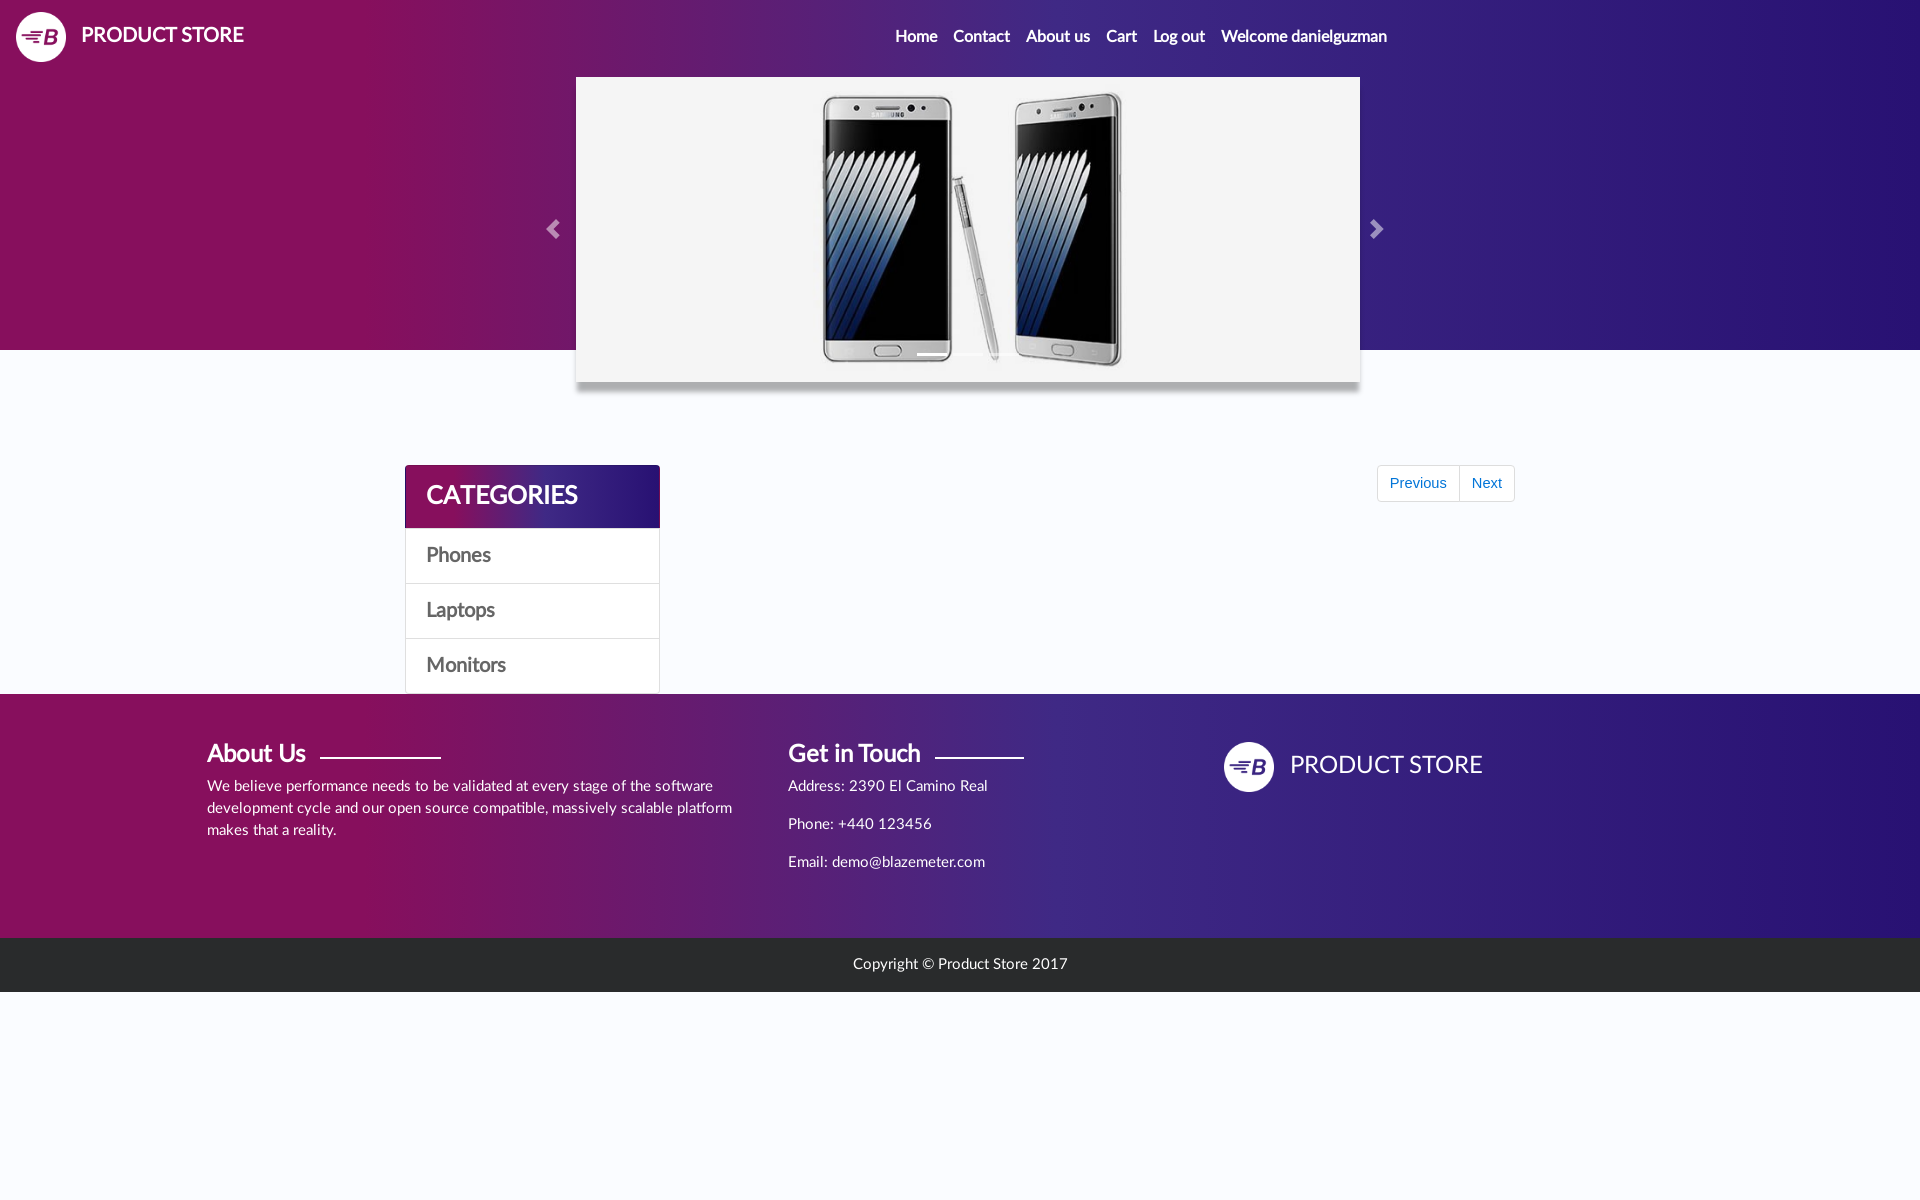 B PRODUCT STORE
Home Contact About us Cart Log out Welcome danielguzman
SAMSUNG SAMSUNG
CATEGORIES
Phones
Laptops
Monitors
Previous Next
About Us
We believe performance needs to be validated at every stage of the software
development cycle and our open source compatible, massively scalable platform
makes that a reality.
Get in Touch
Address: 2390 El Camino Real
Phone: +440 123456
Email: demo@blazemeter.com
B PRODUCT STORE
Copyright © Product Store 2017